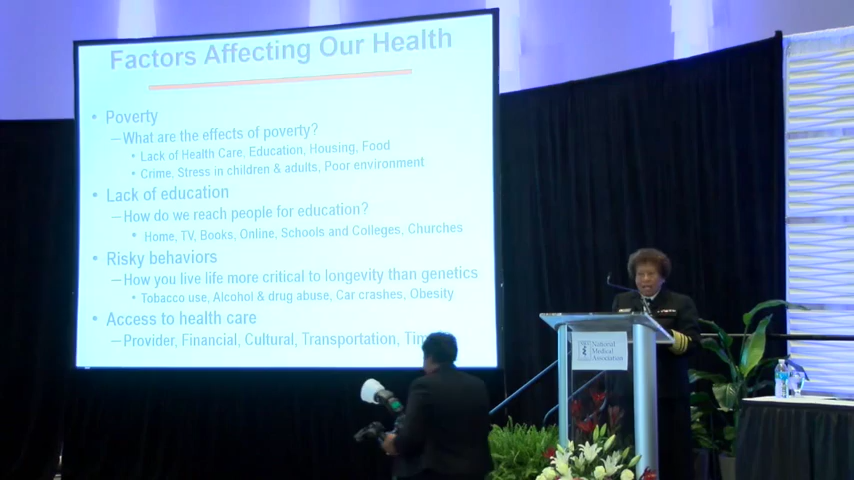 Factors Affecting Our Health
• Poverty
– What are the effects of poverty?
• Lack of Health Care, Education, Housing, Food
• Crime, Stress in children & adults, Poor environment
• Lack of education
– How do we reach people for education?
• Home, TV, Books, Online, Schools and Colleges, Churches
• Risky behaviors
– How you live life more critical to longevity than genetics
• Tobacco use, Alcohol & drug abuse, Car crashes, Obesity
• Access to health care
– Provider, Financial, Cultural, Transportation,
National
Medical
Association